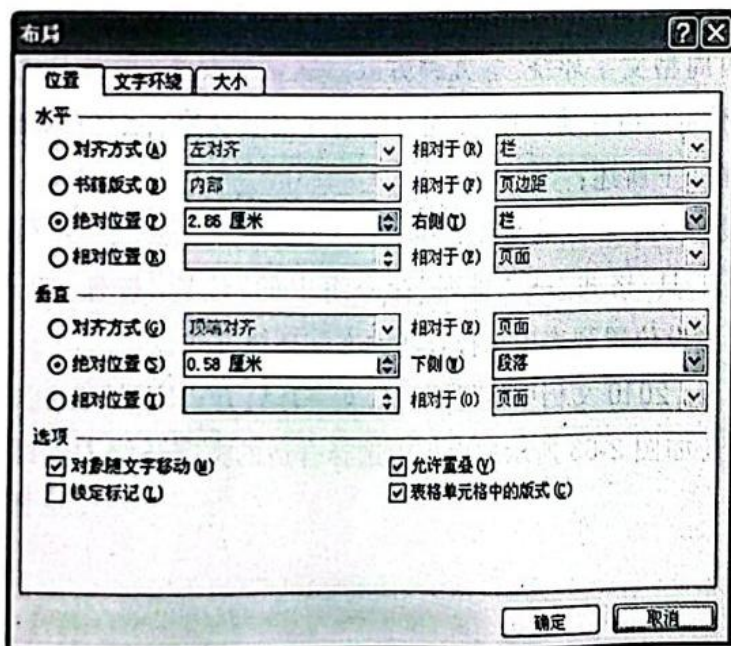 布局
位置 文字环绕 大小
水平
对齐方式(A) 左对齐 相对于(R) 栏
书籍版式(B) 内部 相对于(F) 页边距
绝对位置(P) 2.86 厘米 右侧(T) 栏
相对位置(R) 相对于(E) 页面
垂直
对齐方式(G) 顶端对齐 相对于(E) 页面
绝对位置(S) 0.58 厘米 下侧(W) 段落
相对位置(I) 相对于(O) 页面
选项
对象随文字移动(M) 允许重叠(V)
锁定标记(L) 表格单元格中的版式(C)
确定 取消